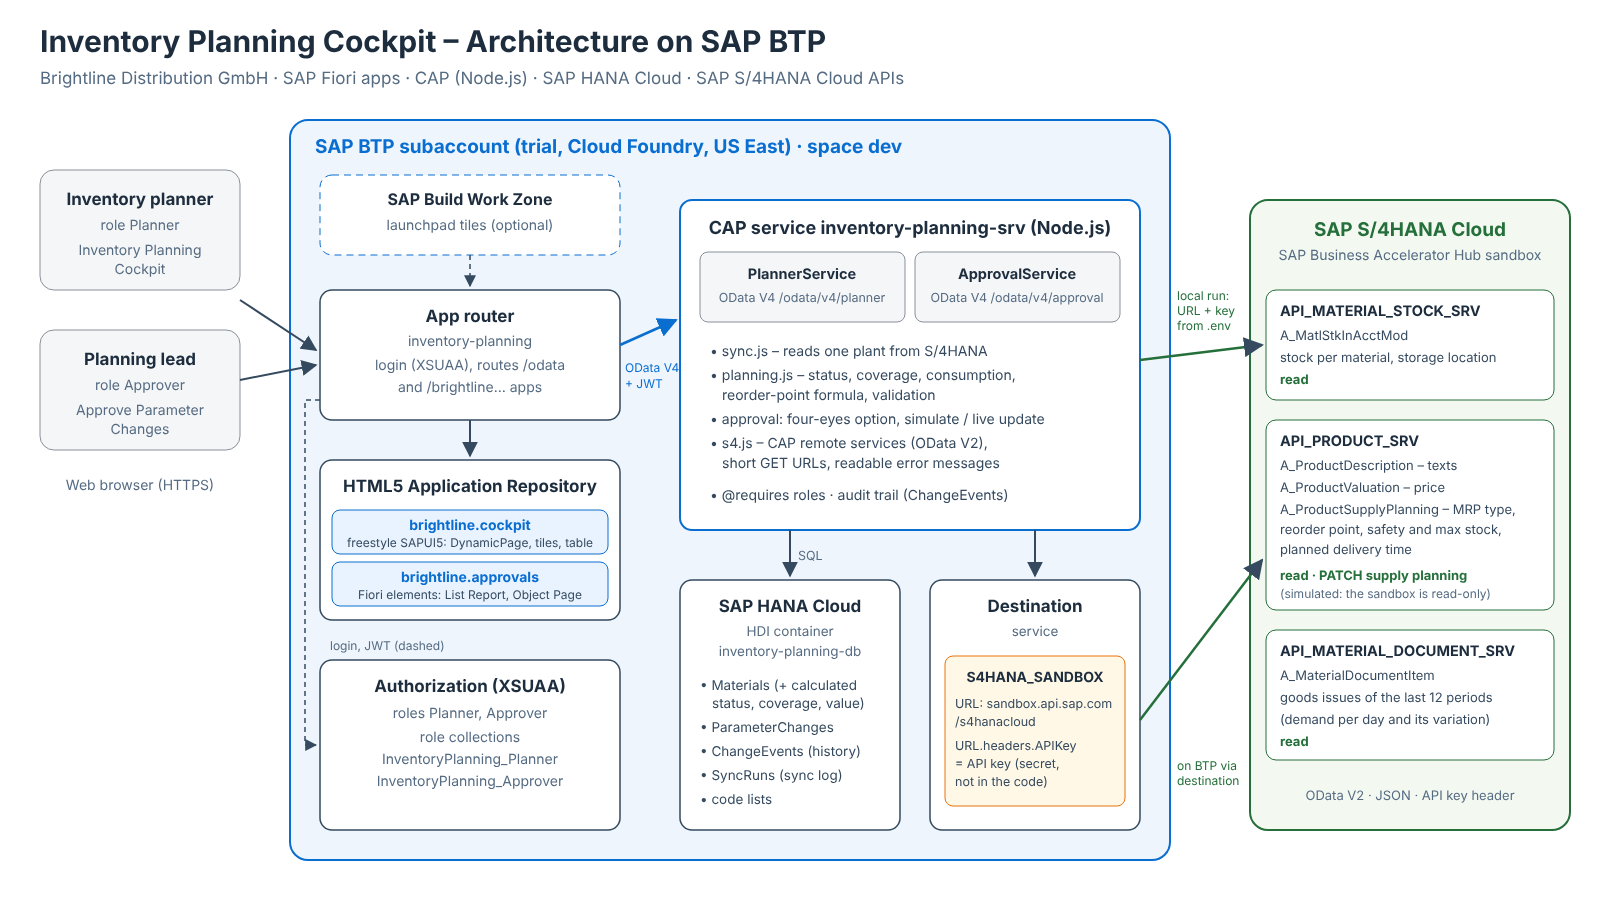 Inventory Planning Cockpit – Architecture on SAP BTP
Brightline Distribution GmbH · SAP Fiori apps · CAP (Node.js) · SAP HANA Cloud · SAP S/4HANA Cloud APIs
Inventory planner
role Planner
Inventory Planning
Cockpit
Planning lead
role Approver
Approve Parameter
Changes
Web browser (HTTPS)
SAP BTP subaccount (trial, Cloud Foundry, US East) · space dev
SAP Build Work Zone
launchpad tiles (optional)
App router
inventory-planning
login (XSUAA), routes /odata
and /brightline... apps
OData V4
+ JWT
HTML5 Application Repository
brightline.cockpit
freestyle SAPUI5: DynamicPage, tiles, table
brightline.approvals
Fiori elements: List Report, Object Page
login, JWT (dashed)
Authorization (XSUAA)
roles Planner, Approver
role collections
InventoryPlanning_Planner
InventoryPlanning_Approver
CAP service inventory-planning-srv (Node.js)
PlannerService
OData V4 /odata/v4/planner
ApprovalService
OData V4 /odata/v4/approval
• sync.js – reads one plant from S/4HANA
• planning.js – status, coverage, consumption,
reorder-point formula, validation
• approval: four-eyes option, simulate / live update
• s4.js – CAP remote services (OData V2),
short GET URLs, readable error messages
• @requires roles · audit trail (ChangeEvents)
SQL
SAP HANA Cloud
HDI container
inventory-planning-db
• Materials (+ calculated
status, coverage, value)
• ParameterChanges
• ChangeEvents (history)
• SyncRuns (sync log)
• code lists
Destination
service
S4HANA_SANDBOX
URL: sandbox.api.sap.com
/s4hanacloud
URL.headers.APIKey
= API key (secret,
not in the code)
local run:
URL + key
from .env
on BTP via
destination
SAP S/4HANA Cloud
SAP Business Accelerator Hub sandbox
API_MATERIAL_STOCK_SRV
A_MatlStkInAcctMod
stock per material, storage location
read
API_PRODUCT_SRV
A_ProductDescription – texts
A_ProductValuation – price
A_ProductSupplyPlanning – MRP type,
reorder point, safety and max stock,
planned delivery time
read · PATCH supply planning
(simulated: the sandbox is read-only)
API_MATERIAL_DOCUMENT_SRV
A_MaterialDocumentItem
goods issues of the last 12 periods
(demand per day and its variation)
read
OData V2 · JSON · API key header